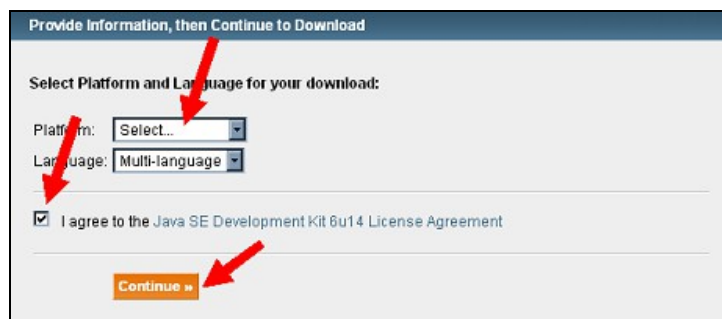 Provide Information, then Continue to Download
Select Platform and Language for your download:
Platform: Select...
Language: Multi-language
I agree to the Java SE Development Kit 6u14 License Agreement
Continue »